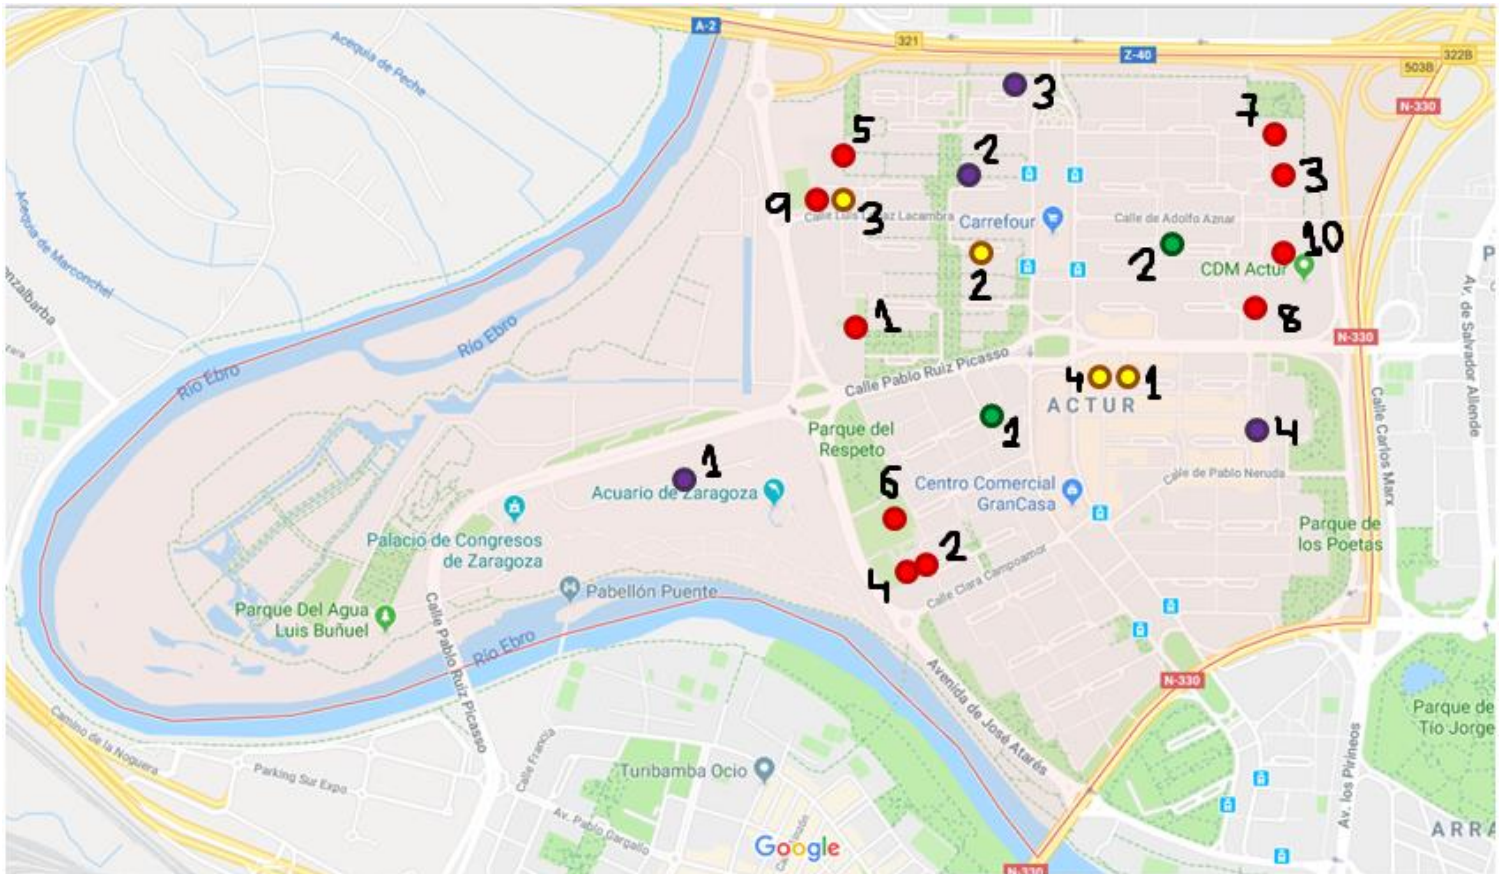 A-2
321
Z-40
322B
503B
N-330
Acequia de Peche
3
7
5
2
3
9
3
Calle Luis Lacambra
Carrefour
Calle de Adolfo Aznar
2
10
CDM Actur
Acequia de Marconchel
onzalbarba
zara
2
1
8
N-330
Av. de Salvador Allende
P
Río Ebro
Río Ebro
Calle Pablo Ruiz Picasso
4
1
ACTUR
Calle Carlos Marx
1
4
Parque del
Respeto
1
Acuario de Zaragoza
6
Centro Comercial
GranCasa
Calle de Pablo Neruda
Palacio de Congresos
de Zaragoza
Parque de
los Poetas
2
4
Calle Clara Campoamor
Pabellón Puente
Parque Del Agua
Luis Buñuel
Calle Pablo Ruiz Picasso
Río Ebro
Avenida de José Atarés
N-330
Parque de
Tío Jorge
Camino de la Noguera
Parking Sur Expo
Calle Francia
Turibamba Ocio
Av. Pablo Gargallo
Av. los Pirineos
ARRA
Google
N-330